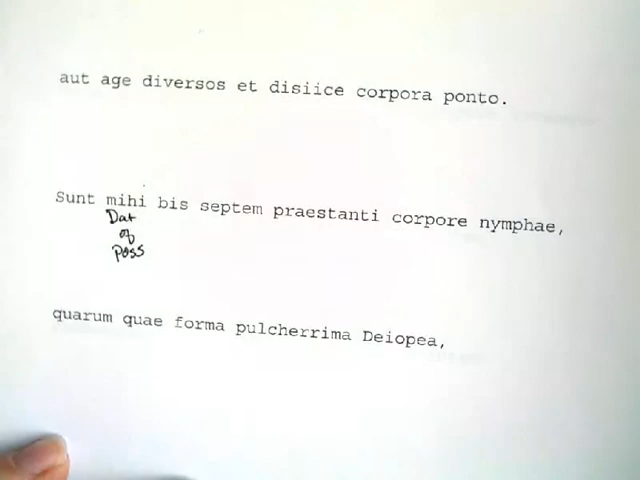 aut age diversos et disiice corpora ponto.
Sunt mihi bis septem praestanti corpore nymphae,
Dat
of
Poss
quarum quae forma pulcherrima Deiopea,